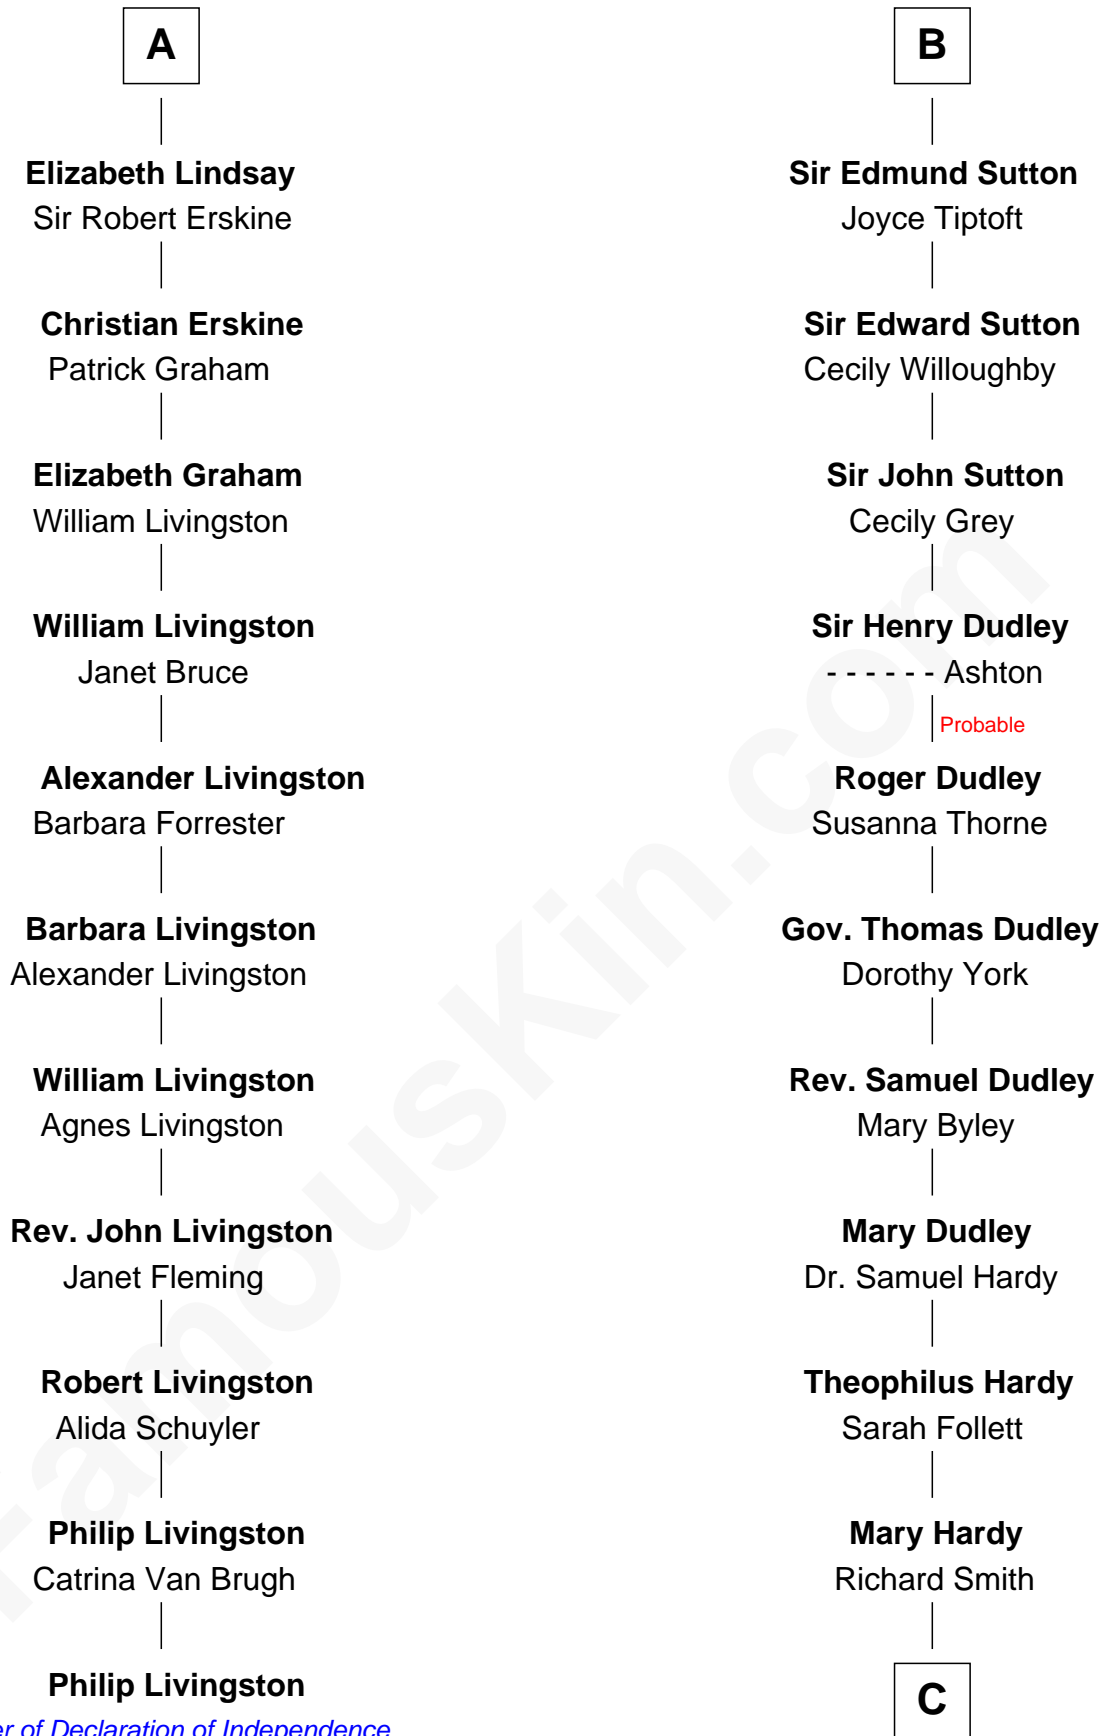 A
Elizabeth Lindsay
Sir Robert Erskine
Christian Erskine
Patrick Graham
Elizabeth Graham
William Livingston
William Livingston
Janet Bruce
Alexander Livingston
Barbara Forrester
Barbara Livingston
Alexander Livingston
William Livingston
Agnes Livingston
Rev. John Livingston
Janet Fleming
Robert Livingston
Alida Schuyler
Philip Livingston
Catrina Van Brugh
Philip Livingston
of Declaration of Independence
B
Sir Edmund Sutton
Joyce Tiptoft
Sir Edward Sutton
Cecily Willoughby
Sir John Sutton
Cecily Grey
Sir Henry Dudley
- - - - - - Ashton
Probable
Roger Dudley
Susanna Thorne
Gov. Thomas Dudley
Dorothy York
Rev. Samuel Dudley
Mary Byley
Mary Dudley
Dr. Samuel Hardy
Theophilus Hardy
Sarah Follett
Mary Hardy
Richard Smith
C
FamousKin.com